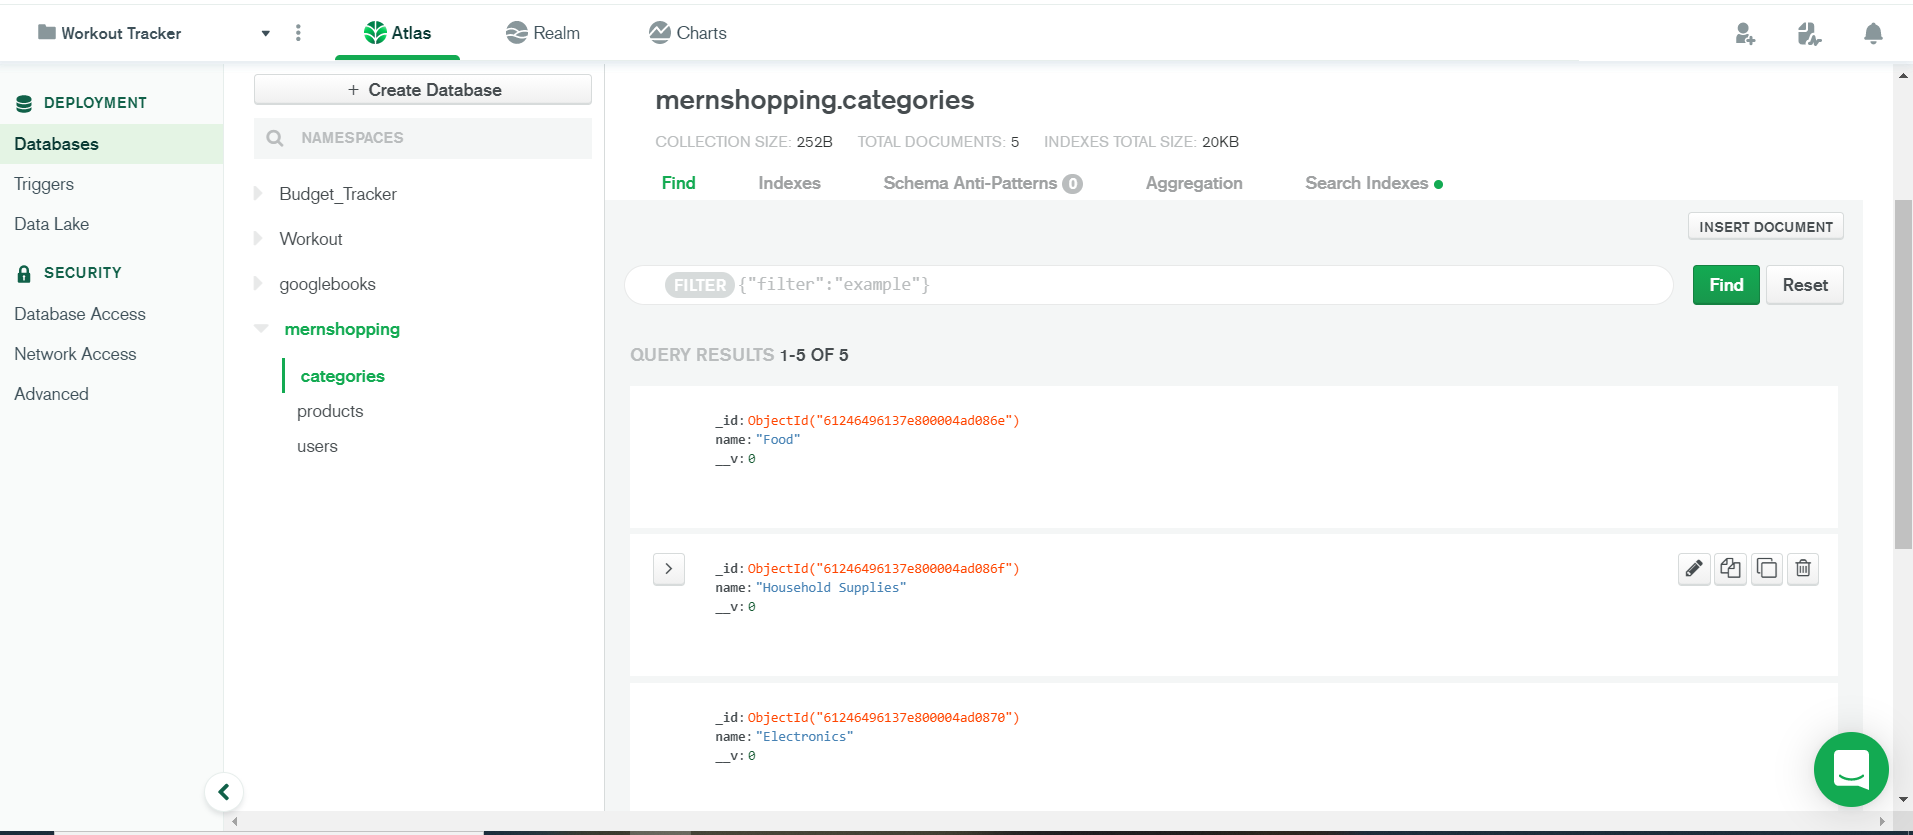 Workout Tracker
Atlas
Realm
Charts
DEPLOYMENT
Databases
Triggers
Data Lake
SECURITY
Database Access
Network Access
Advanced
+ Create Database
NAMESPACES
Budget_Tracker
Workout
googlebooks
mernshopping
categories
products
users
mernshopping.categories
COLLECTION SIZE: 252B TOTAL DOCUMENTS: 5 INDEXES TOTAL SIZE: 20KB
Find Indexes Schema Anti-Patterns 0 Aggregation Search Indexes
INSERT DOCUMENT
FILTER {"filter":"example"}
Find
Reset
QUERY RESULTS 1-5 OF 5
_id: ObjectId("61246496137e800004ad086e")
name: "Food"
__v: 0
_id: ObjectId("61246496137e800004ad086f")
name: "Household Supplies"
__v: 0
_id: ObjectId("61246496137e800004ad0870")
name: "Electronics"
__v: 0